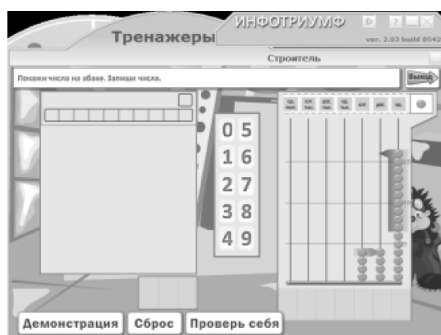 ИНФОТРИУМФ
Тренажеры
ver. 2.03 build 0542
Строитель
Покажи числа на абаке. Запиши числа.
Выход
0 5
1 6
2 7
3 8
4 9
Демонстрация Сброс Проверь себя